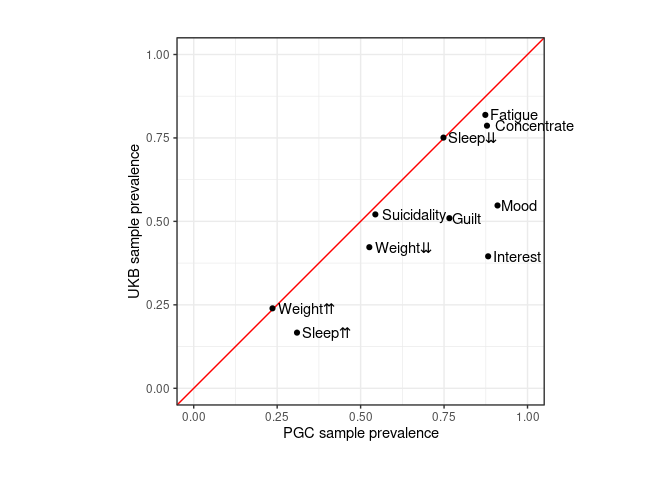 1.00
0.75
0.50
0.25
0.00
UKB sample prevalence
Fatigue
Concentrate
Sleep⇊
Mood
Suicidality
Guilt
Weight⇊
Interest
Weight⇈
Sleep⇈
0.00 0.25 0.50 0.75 1.00
PGC sample prevalence